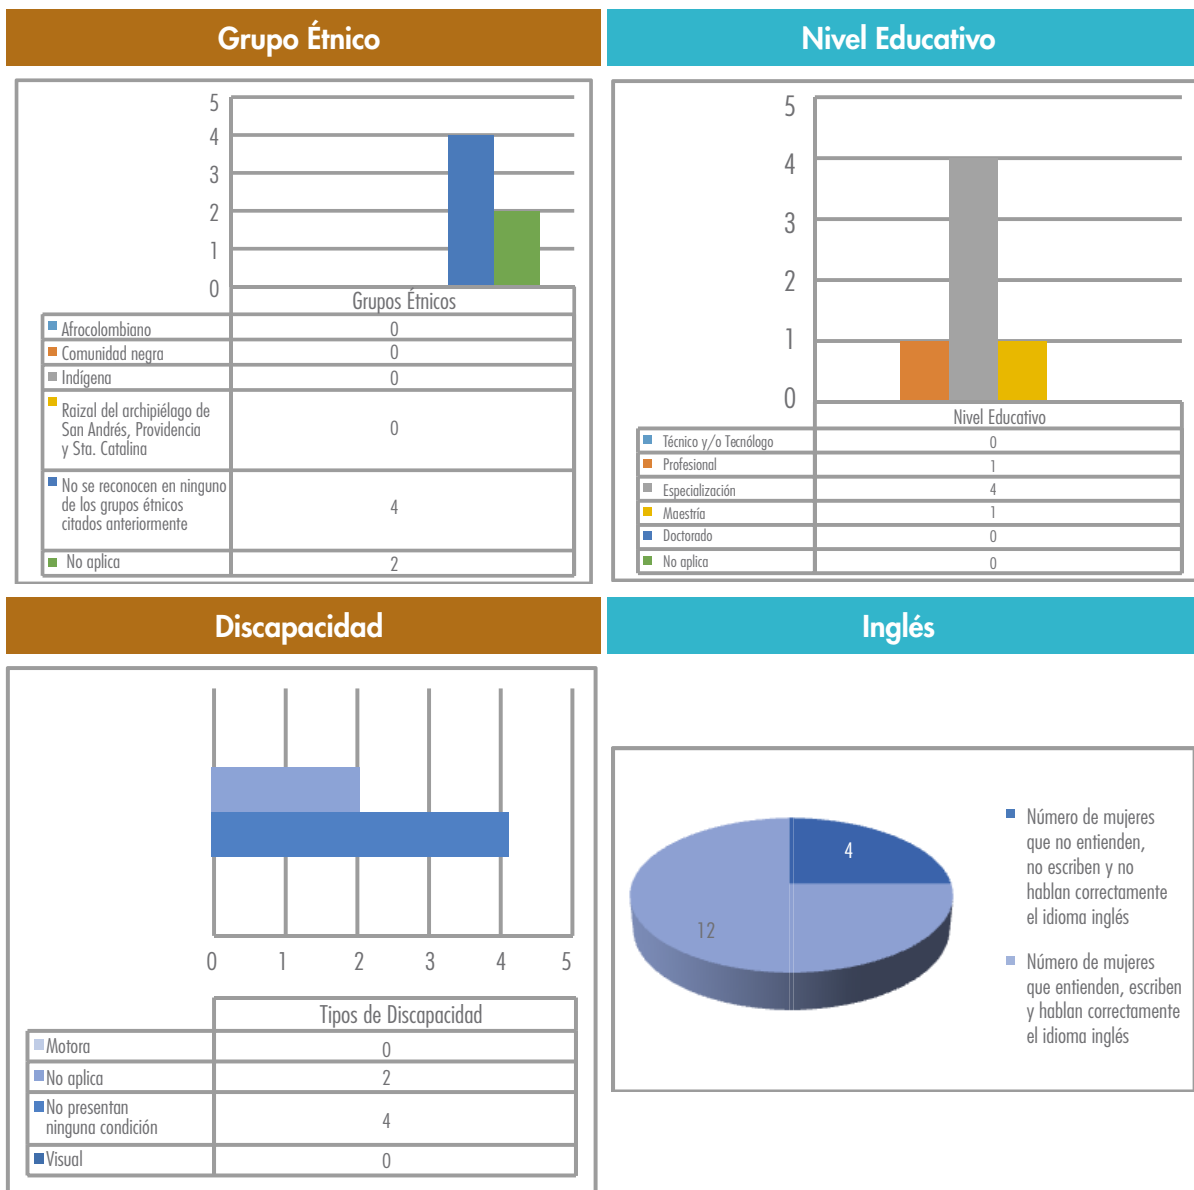 Grupo Étnico
5
4
3
2
1
0
Grupos Étnicos
Afrocolombiano 0
Comunidad negra 0
Indígena 0
Raizal del archipiélago de
San Andrés, Providencia
y Sta. Catalina
0
No se reconocen en ninguno
de los grupos étnicos
citados anteriormente
4
No aplica 2
Nivel Educativo
5
4
3
2
1
0
Nivel Educativo
Técnico y/o Tecnólogo 0
Profesional 1
Especialización 4
Maestría 1
Doctorado 0
No aplica 0
Discapacidad
0 1 2 3 4 5
Tipos de Discapacidad
Motora 0
No aplica 2
No presentan
ninguna condición
4
Visual 0
Inglés
4
12
Número de mujeres
que no entienden,
no escriben y no
hablan correctamente
el idioma inglés
Número de mujeres
que entienden, escriben
y hablan correctamente
el idioma inglés